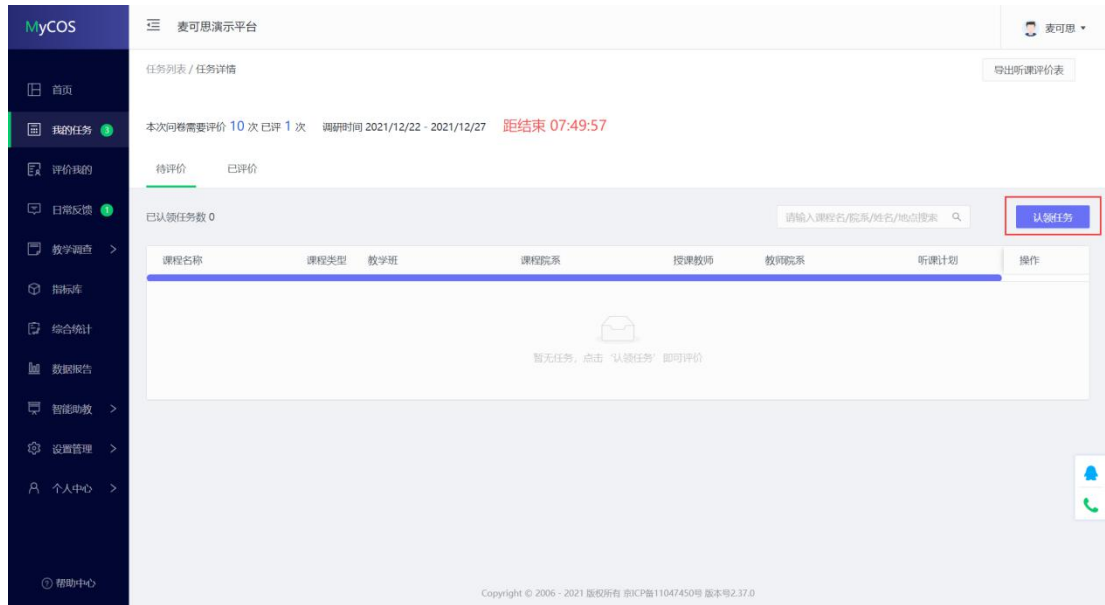 MyCOS
麦可思演示平台
麦可思
任务列表 / 任务详情
导出听课评价表
首页
我的任务 3
评价我的
日常反馈 1
教学调查
指标库
综合统计
数据报告
智能助教
设置管理
个人中心
帮助中心
本次问卷需要评价 10 次 已评 1 次 调研时间 2021/12/22 - 2021/12/27 距结束 07:49:57
待评价 已评价
已认领任务数 0
请输入课程名/院系/姓名/地点搜索
认领任务
课程名称 课程类型 教学班 课程院系 授课教师 教师院系 听课计划 操作
暂无任务，点击‘认领任务’即可评价
Copyright © 2006 - 2021 版权所有 京ICP备11047450号 版本号2.37.0